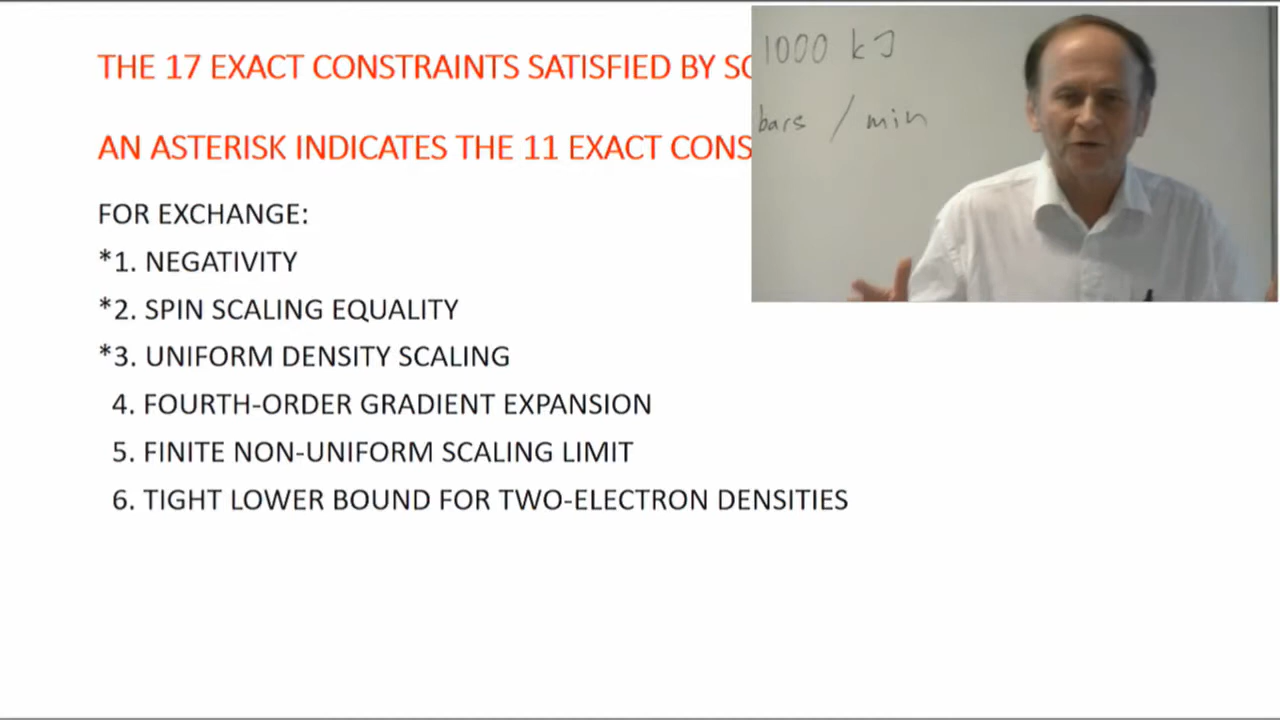 THE 17 EXACT CONSTRAINTS SATISFIED BY
AN ASTERISK INDICATES THE 11 EXACT CONS
FOR EXCHANGE:
*1. NEGATIVITY
*2. SPIN SCALING EQUALITY
*3. UNIFORM DENSITY SCALING
4. FOURTH-ORDER GRADIENT EXPANSION
5. FINITE NON-UNIFORM SCALING LIMIT
6. TIGHT LOWER BOUND FOR TWO-ELECTRON DENSITIES
1000 kJ
bars / min